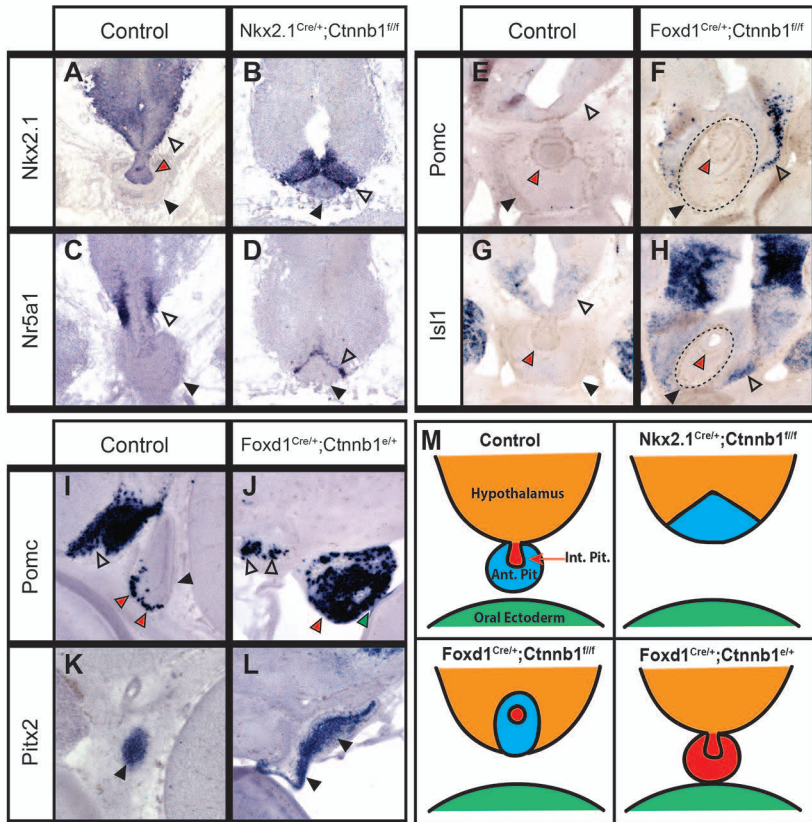 Control
Nkx2.1Cre/+;Ctnnb1f/f
Control
Foxd1Cre/+;Ctnnb1f/f
Nkx2.1
A
B
Nr5a1
C
D
Pomc
E
F
Isl1
G
H
Control
Foxd1Cre/+;Ctnnb1e/+
Pomc
I
J
Pitx2
K
L
M
Control
Hypothalamus
Int. Pit.
Ant. Pit
Oral Ectoderm
Nkx2.1Cre/+;Ctnnb1f/f
Foxd1Cre/+;Ctnnb1f/f
Foxd1Cre/+;Ctnnb1e/+